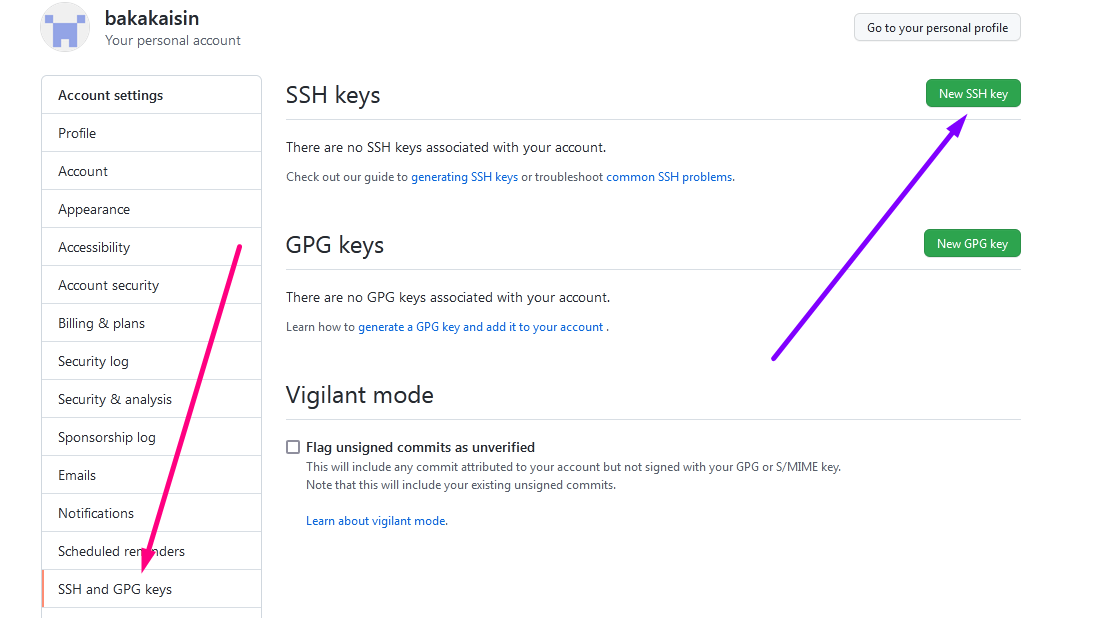 bakakaisin
Your personal account
Go to your personal profile
Account settings
Profile
Account
Appearance
Accessibility
Account security
Billing & plans
Security log
Security & analysis
Sponsorship log
Emails
Notifications
Scheduled reminders
SSH and GPG keys
SSH keys
New SSH key
There are no SSH keys associated with your account.
Check out our guide to generating SSH keys or troubleshoot common SSH problems.
GPG keys
New GPG key
There are no GPG keys associated with your account.
Learn how to generate a GPG key and add it to your account .
Vigilant mode
Flag unsigned commits as unverified
This will include any commit attributed to your account but not signed with your GPG or S/MIME key.
Note that this will include your existing unsigned commits.
Learn about vigilant mode.